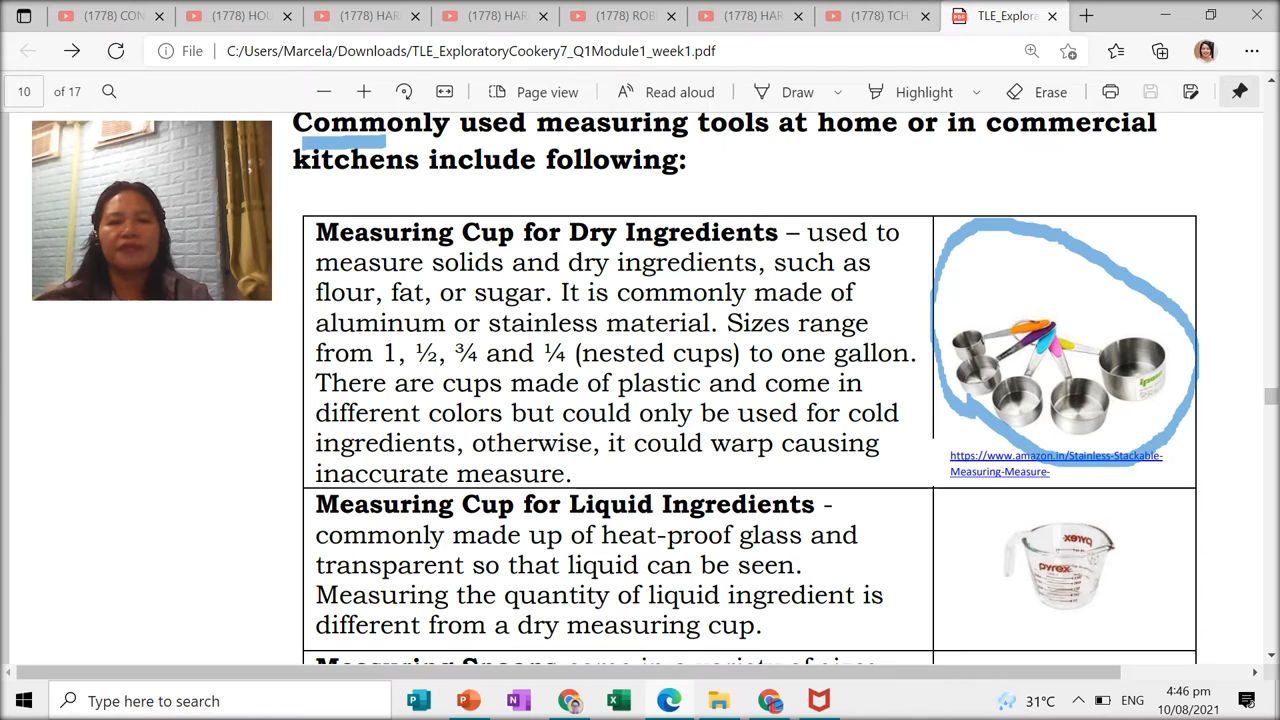 (1778) CON
(1778) HOU
(1778) HAR
(1778) HAR
(1778) ROB
(1778) HAR
(1778) TCH
TLE_Explora
File
C:/Users/Marcela/Downloads/TLE_ExploratoryCookery7_Q1Module1_week1.pdf
10 of 17
Page view
Read aloud
Draw
Highlight
Erase
Commonly used measuring tools at home or in commercial
kitchens include following:
Measuring Cup for Dry Ingredients – used to
measure solids and dry ingredients, such as
flour, fat, or sugar. It is commonly made of
aluminum or stainless material. Sizes range
from 1, ½, ¾ and ¼ (nested cups) to one gallon.
There are cups made of plastic and come in
different colors but could only be used for cold
ingredients, otherwise, it could warp causing
inaccurate measure.
https://www.amazon.in/Stainless-Stackable-
Measuring-Measure-
Measuring Cup for Liquid Ingredients -
commonly made up of heat-proof glass and
transparent so that liquid can be seen.
Measuring the quantity of liquid ingredient is
different from a dry measuring cup.
pyrex
pyrex
Type here to search
31°C
ENG
4:46 pm
10/08/2021